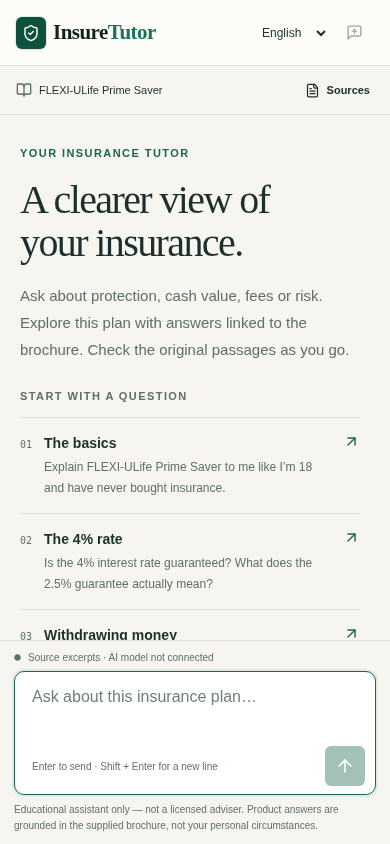 InsureTutor
English
FLEXI-ULife Prime Saver
Sources
YOUR INSURANCE TUTOR
A clearer view of
your insurance.
Ask about protection, cash value, fees or risk.
Explore this plan with answers linked to the
brochure. Check the original passages as you go.
START WITH A QUESTION
01 The basics
Explain FLEXI-ULife Prime Saver to me like I'm 18
and have never bought insurance.
02 The 4% rate
Is the 4% interest rate guaranteed? What does the
2.5% guarantee actually mean?
03 Withdrawing money
Source excerpts · AI model not connected
Ask about this insurance plan…
Enter to send · Shift + Enter for a new line
Educational assistant only — not a licensed adviser. Product answers are
grounded in the supplied brochure, not your personal circumstances.